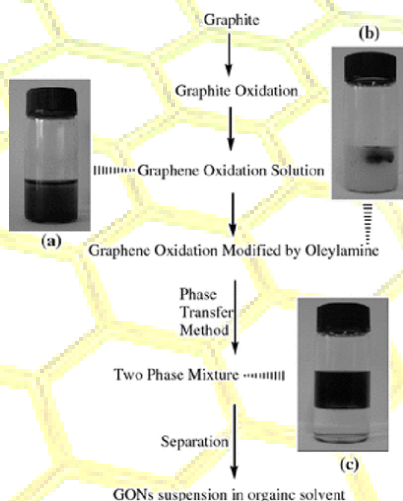 Graphite
(b)
Graphite Oxidation
Graphene Oxidation Solution
(a)
Graphene Oxidation Modified by Oleylamine
Phase
Transfer
Method
Two Phase Mixture
(c)
Separation
GONs suspension in orgainc solvent